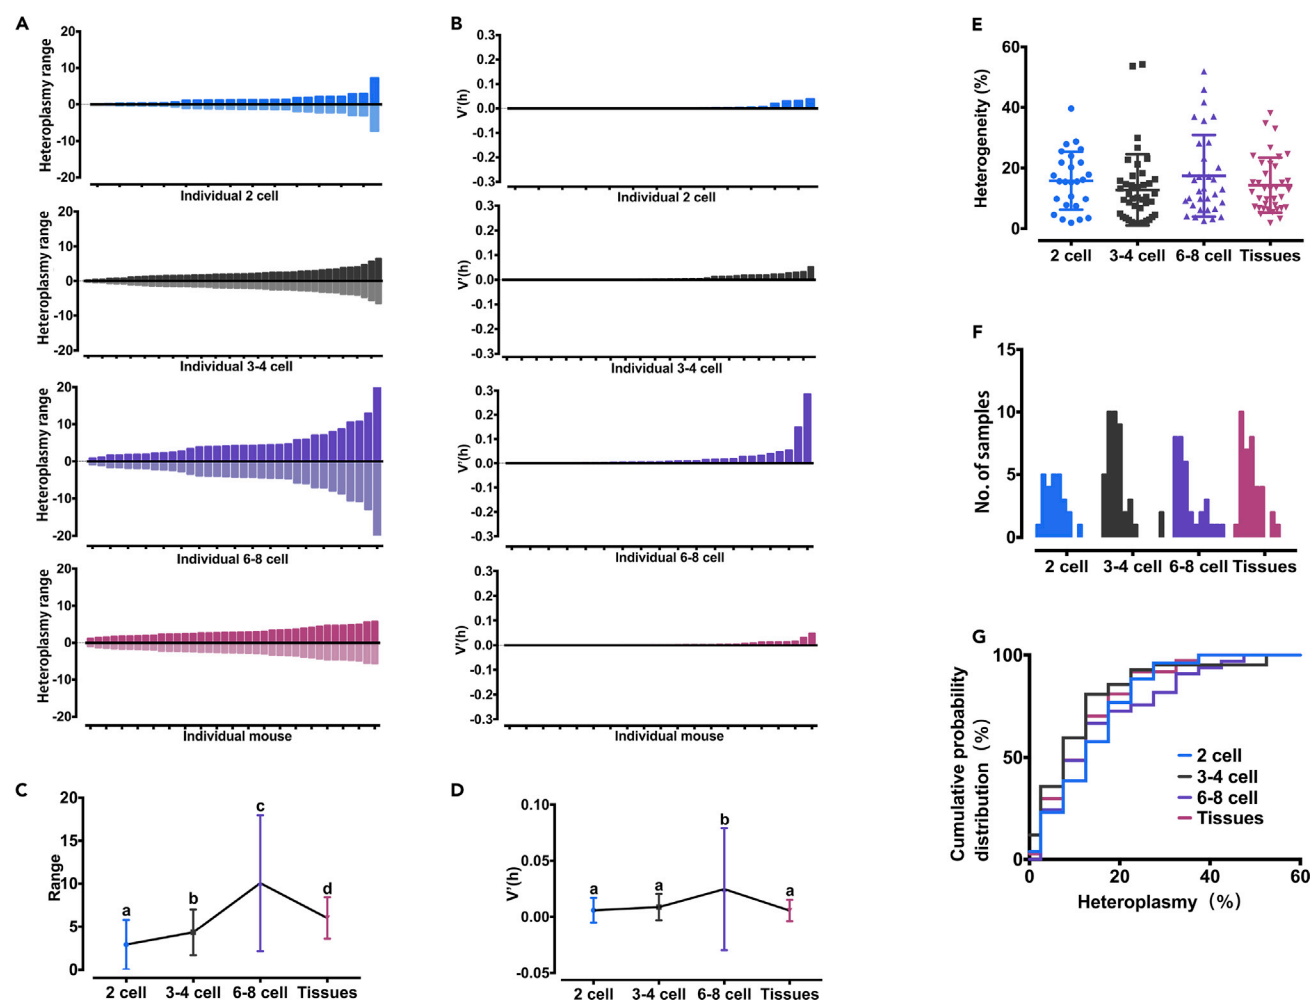 A
Heteroplasmy range
20
10
0
-10
-20
Individual 2 cell
Heteroplasmy range
20
10
0
-10
-20
Individual 3-4 cell
Heteroplasmy range
20
10
0
-10
-20
Individual 6-8 cell
Heteroplasmy range
20
10
0
-10
-20
Individual mouse
B
V'(h)
0.3
0.2
0.1
0.0
-0.1
-0.2
-0.3
Individual 2 cell
V'(h)
0.3
0.2
0.1
0.0
-0.1
-0.2
-0.3
Individual 3-4 cell
V'(h)
0.3
0.2
0.1
0.0
-0.1
-0.2
-0.3
Individual 6-8 cell
V'(h)
0.3
0.2
0.1
0.0
-0.1
-0.2
-0.3
Individual mouse
C
Range
20
15
10
5
0
a
b
c
d
2 cell
3-4 cell
6-8 cell
Tissues
D
V'(h)
0.10
0.05
0.00
-0.05
a
a
b
a
2 cell
3-4 cell
6-8 cell
Tissues
E
Heterogeneity (%)
60
40
20
0
2 cell
3-4 cell
6-8 cell
Tissues
F
No. of samples
15
10
5
0
2 cell
3-4 cell
6-8 cell
Tissues
G
Cumulative probability
distribution (%)
100
50
0
2 cell
3-4 cell
6-8 cell
Tissues
0
20
40
60
Heteroplasmy (%)